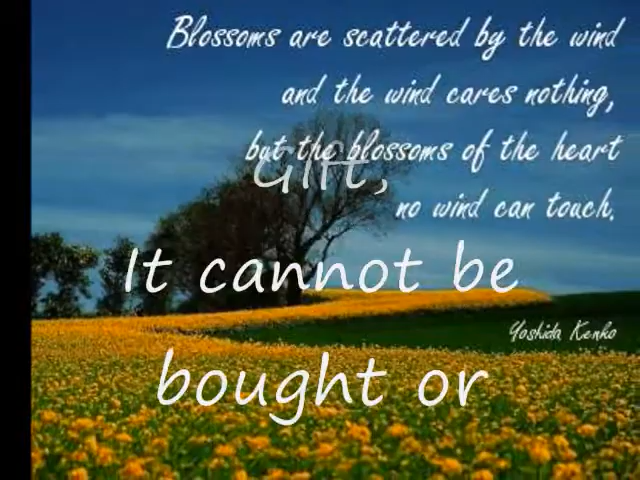 Blossoms are scattered by the wind
and the wind cares nothing,
but the blossoms of the heart
no wind can touch.
Yoshida Kenko
Gift,
It cannot be
bought or